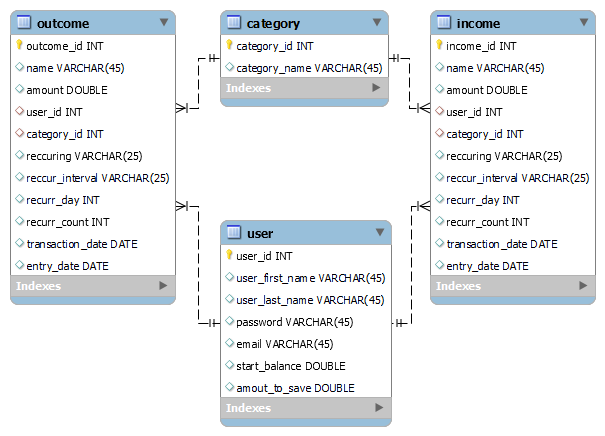 outcome
outcome_id INT
name VARCHAR(45)
amount DOUBLE
user_id INT
category_id INT
reccuring VARCHAR(25)
reccur_interval VARCHAR(25)
recurr_day INT
recurr_count INT
transaction_date DATE
entry_date DATE
Indexes
category
category_id INT
category_name VARCHAR(45)
Indexes
income
income_id INT
name VARCHAR(45)
amount DOUBLE
user_id INT
category_id INT
reccuring VARCHAR(25)
reccur_interval VARCHAR(25)
recurr_day INT
recurr_count INT
transaction_date DATE
entry_date DATE
Indexes
user
user_id INT
user_first_name VARCHAR(45)
user_last_name VARCHAR(45)
password VARCHAR(45)
email VARCHAR(45)
start_balance DOUBLE
amout_to_save DOUBLE
Indexes